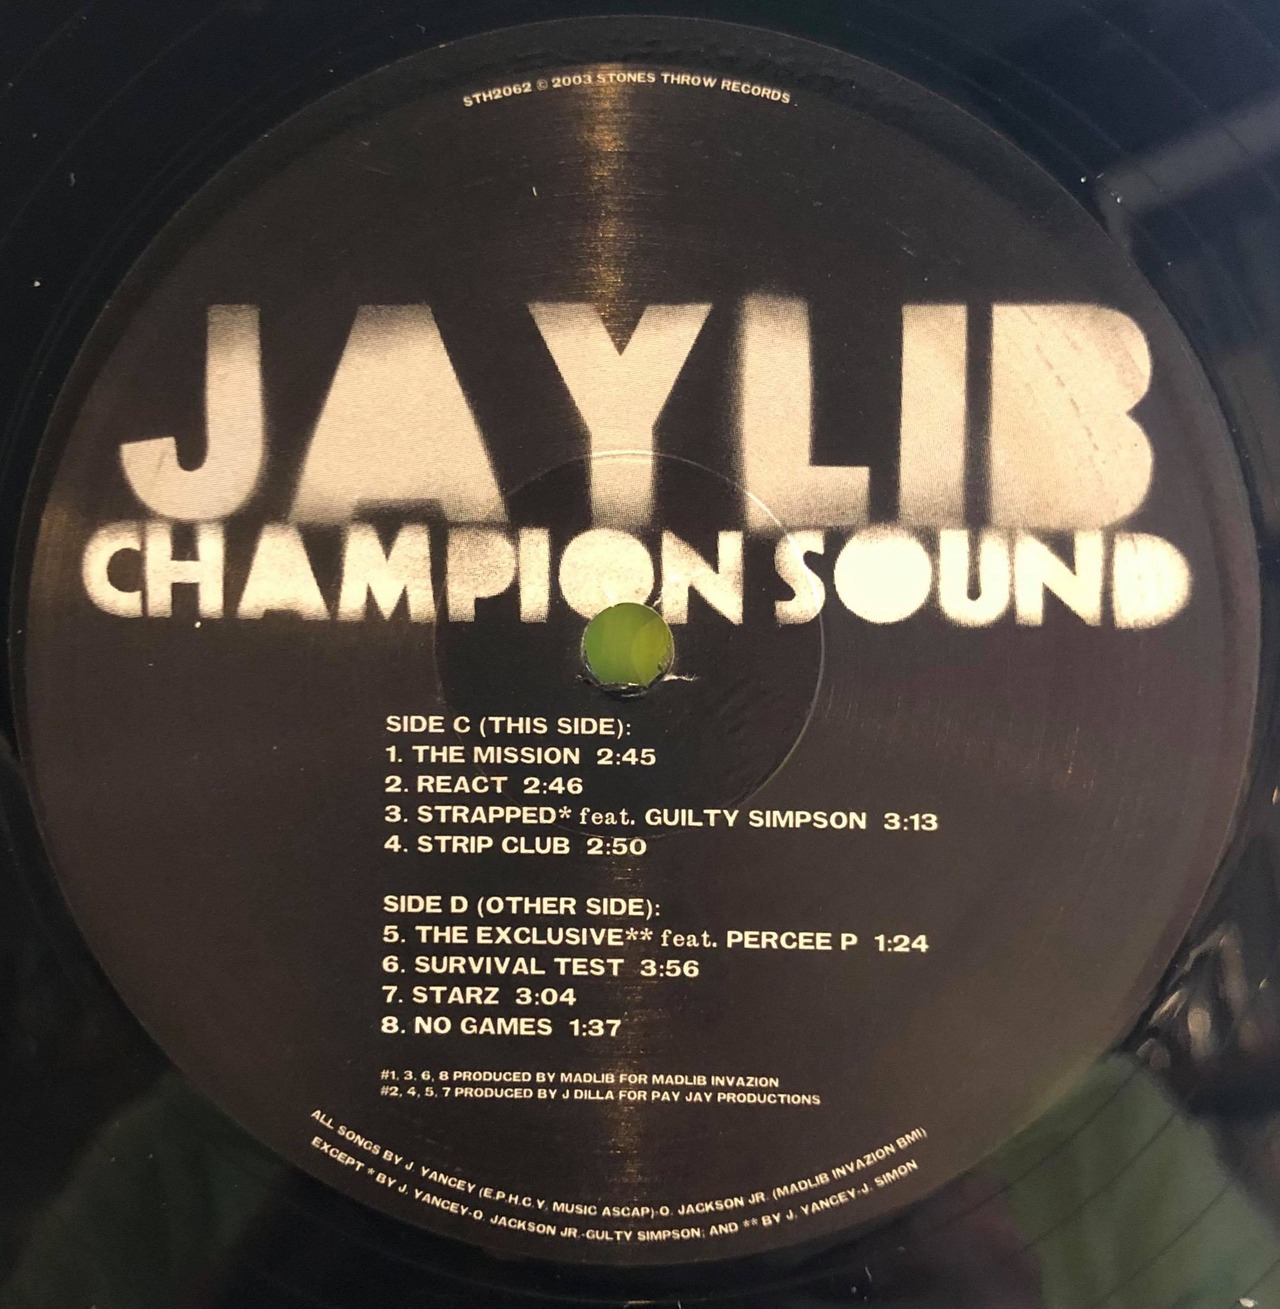 STH2062 © 2003 STONES THROW RECORDS
JAYLIB
CHAMPION SOUND
SIDE C (THIS SIDE):
1. THE MISSION 2:45
2. REACT 2:46
3. STRAPPED* feat. GUILTY SIMPSON 3:13
4. STRIP CLUB 2:50
SIDE D (OTHER SIDE):
5. THE EXCLUSIVE** feat. PERCEE P 1:24
6. SURVIVAL TEST 3:56
7. STARZ 3:04
8. NO GAMES 1:37
#1, 3, 6, 8 PRODUCED BY MADLIB FOR MADLIB INVAZION
#2, 4, 5, 7 PRODUCED BY J DILLA FOR PAY JAY PRODUCTIONS
ALL SONGS BY J. YANCEY (E.P.H.C.Y. MUSIC ASCAP)-O. JACKSON JR. (MADLIB INVAZION BMI)
EXCEPT * BY J. YANCEY-O. JACKSON JR.-GULTY SIMPSON; AND ** BY J. YANCEY-J. SIMON